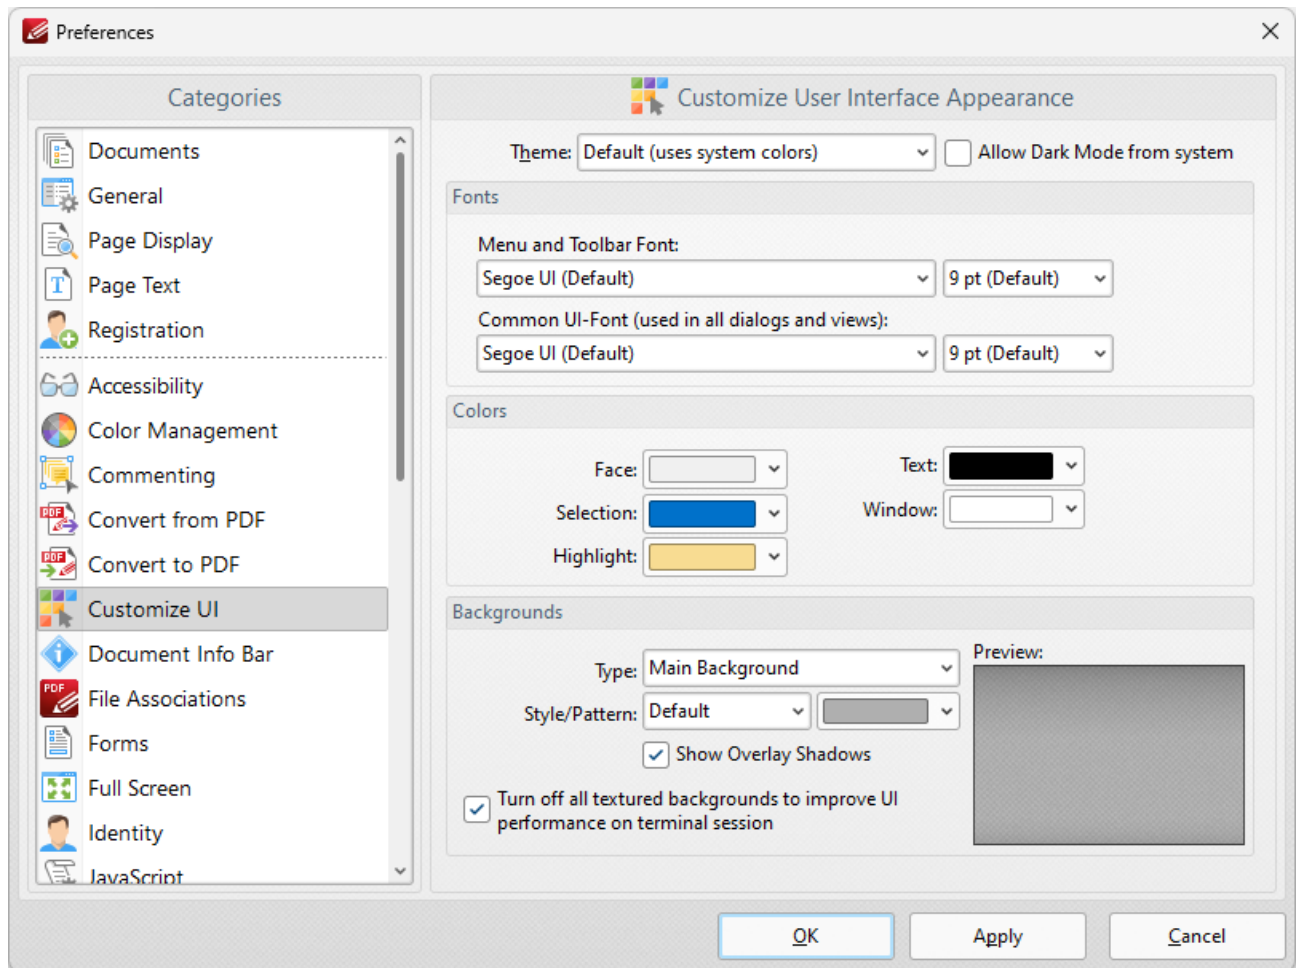 Preferences
Categories
Documents
General
Page Display
Page Text
Registration
Accessibility
Color Management
Commenting
Convert from PDF
Convert to PDF
Customize UI
Document Info Bar
File Associations
Forms
Full Screen
Identity
JavaScript
Customize User Interface Appearance
Theme: Default (uses system colors) Allow Dark Mode from system
Fonts
Menu and Toolbar Font:
Segoe UI (Default) 9 pt (Default)
Common UI-Font (used in all dialogs and views):
Segoe UI (Default) 9 pt (Default)
Colors
Face: Text:
Selection: Window:
Highlight:
Backgrounds
Type: Main Background Preview:
Style/Pattern: Default
Show Overlay Shadows
Turn off all textured backgrounds to improve UI
performance on terminal session
OK Apply Cancel